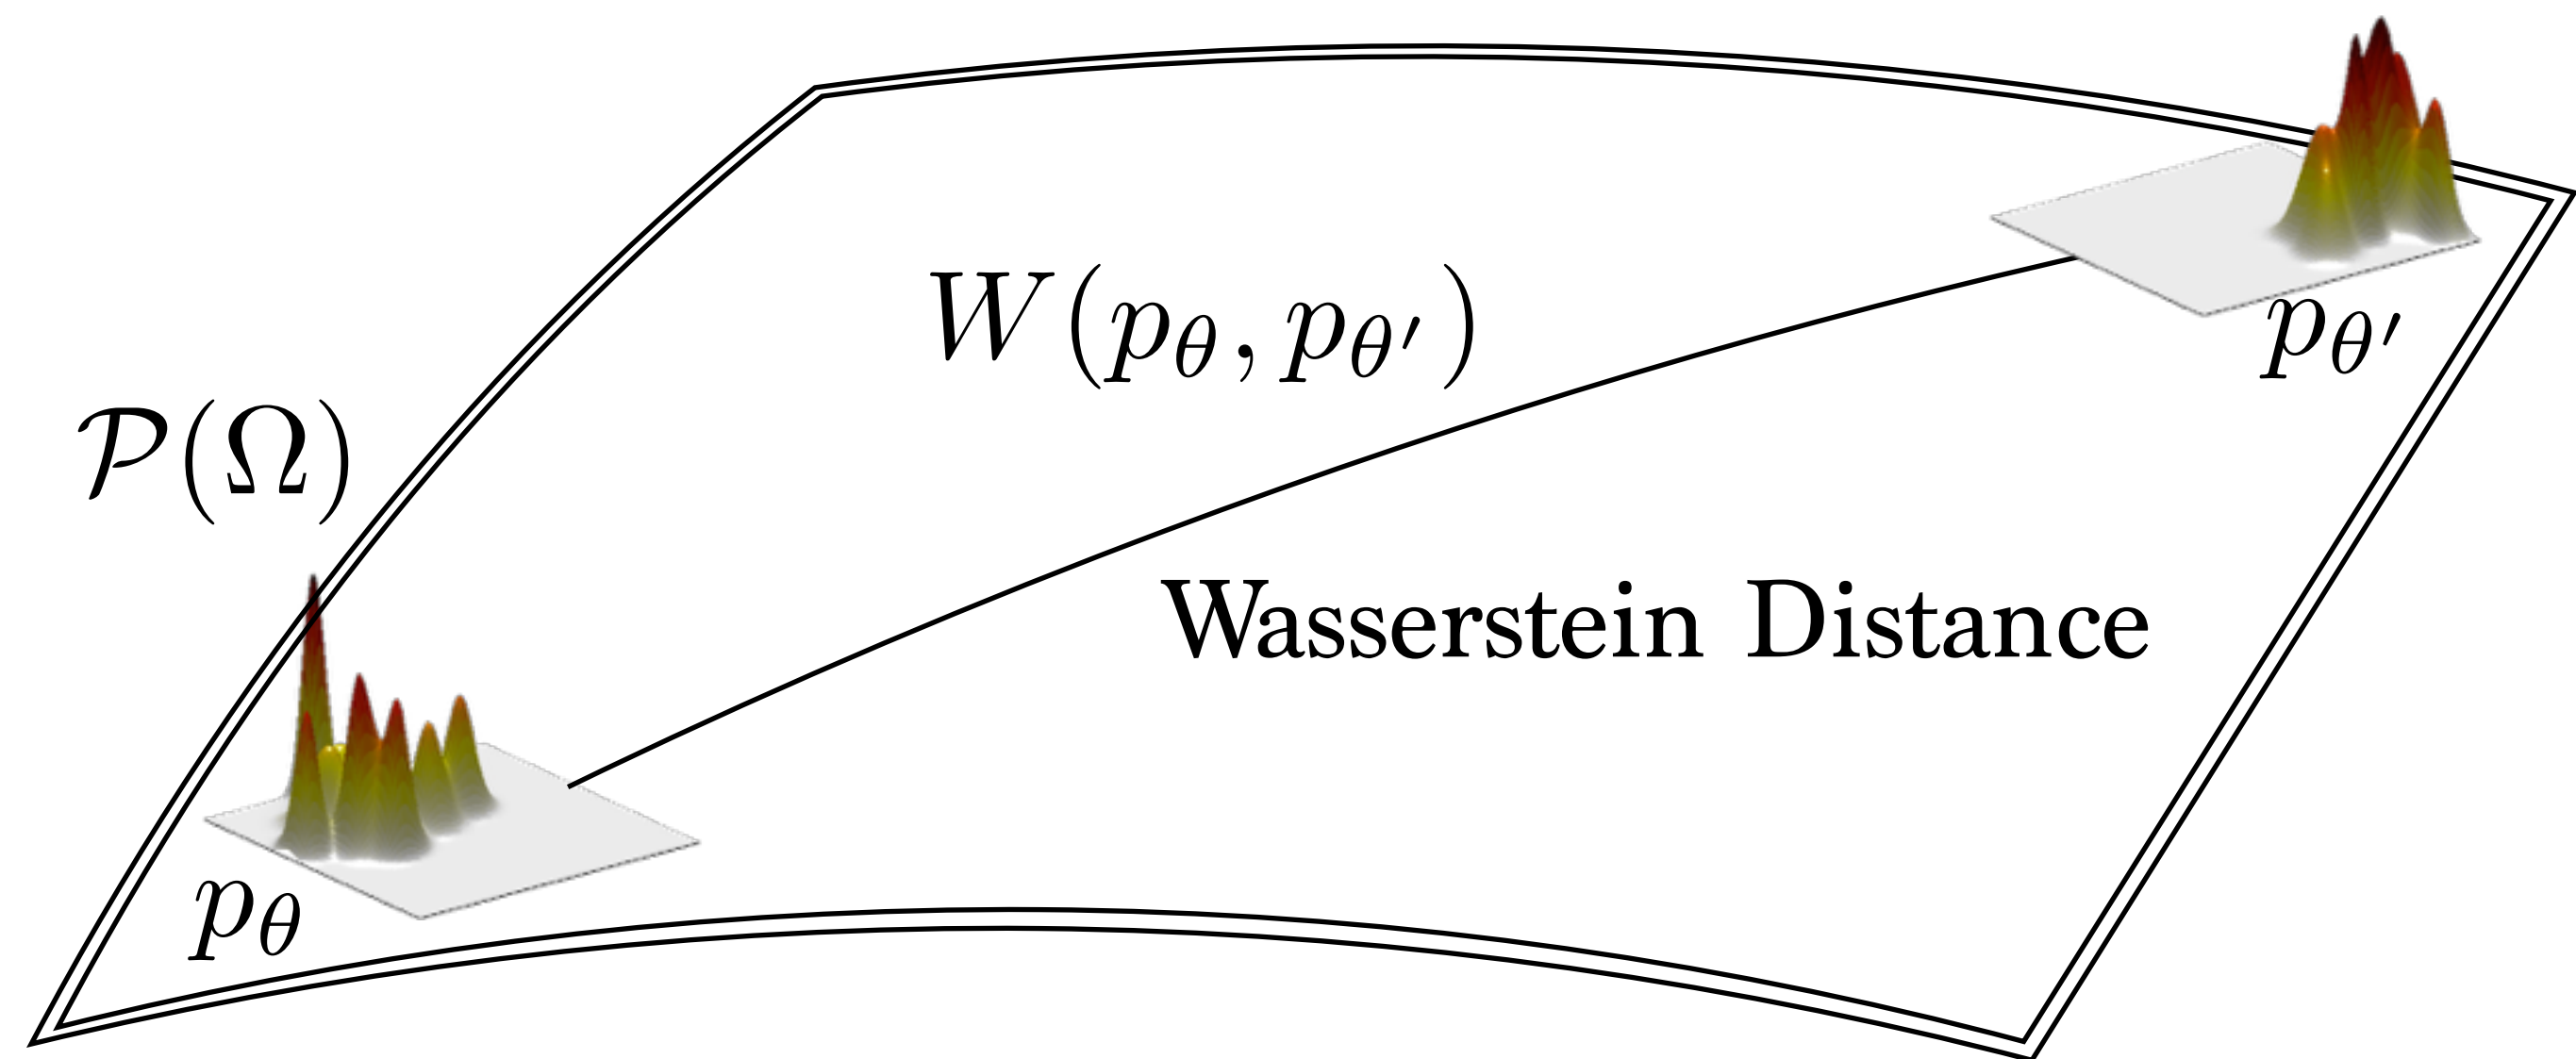 W(p_θ, p_θ′)
p_θ′
𝒫(Ω)
Wasserstein Distance
p_θ